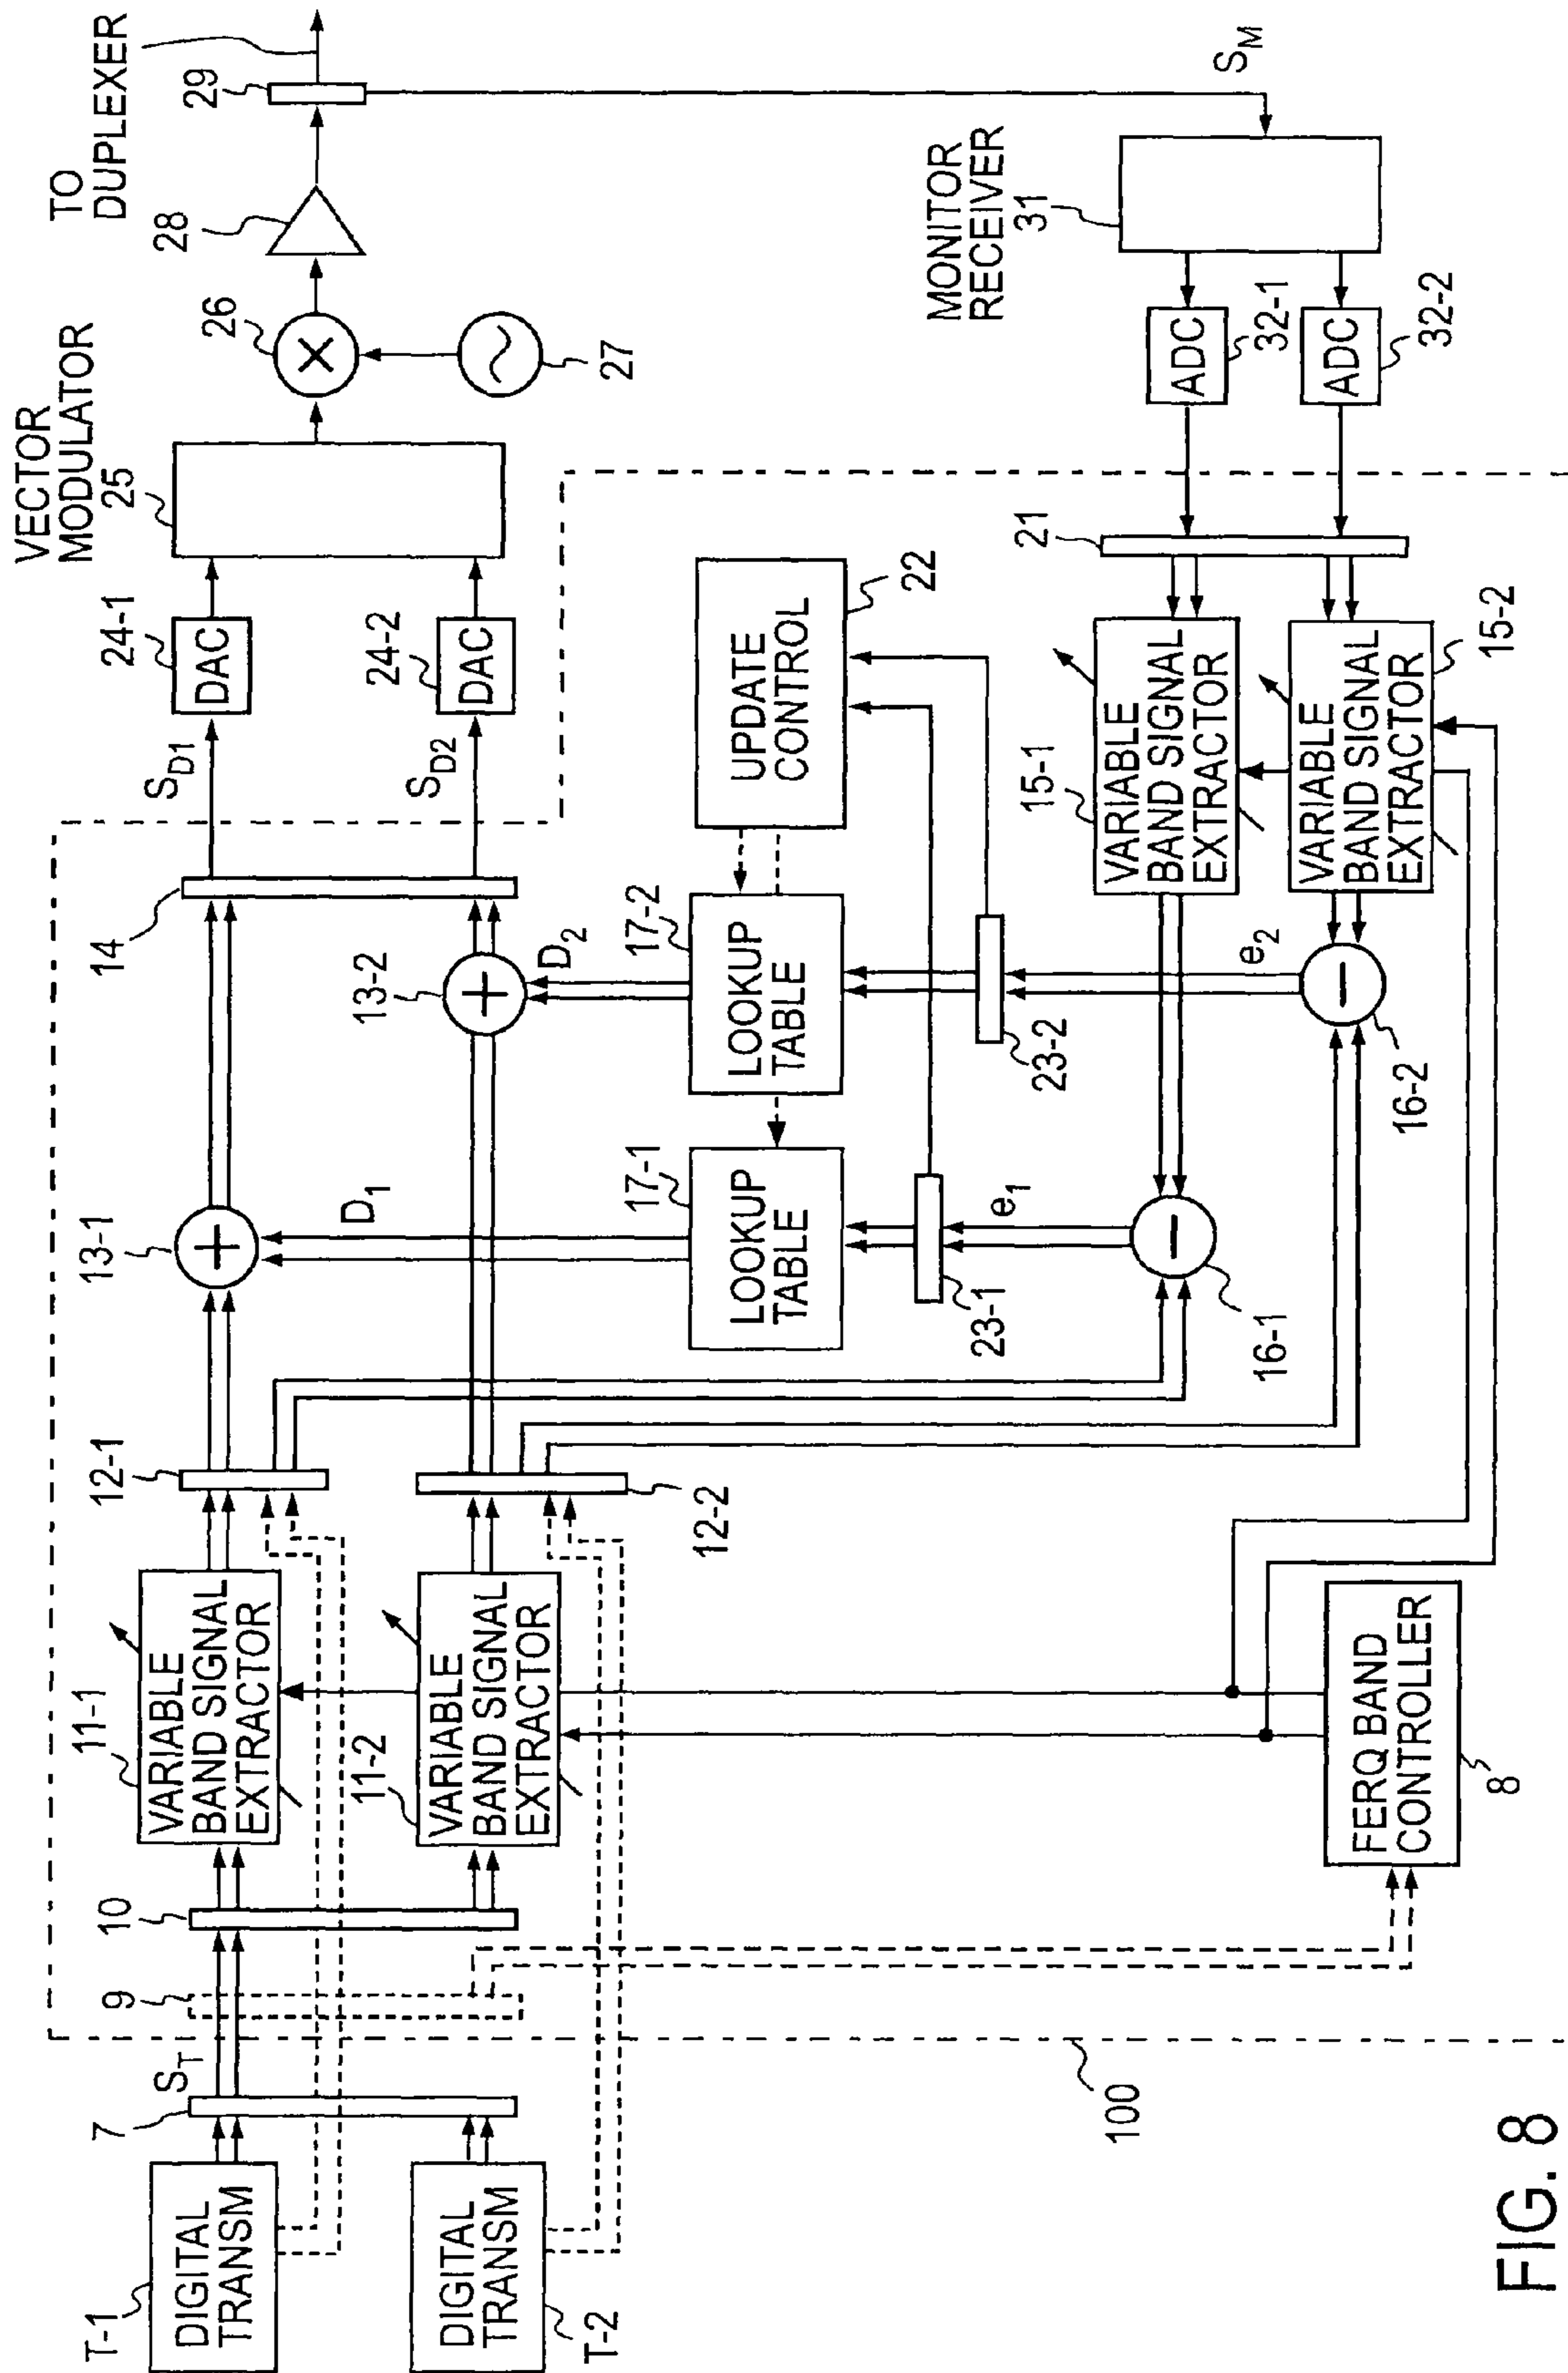 TO
DUPLEXER
29
28
26
27
VECTOR
MODULATOR
25
24-1
DAC
24-2
DAC
S_D1
S_D2
14
13-1
13-2
D1
D2
12-1
12-2
11-1
VARIABLE
BAND SIGNAL
EXTRACTOR
11-2
VARIABLE
BAND SIGNAL
EXTRACTOR
10
9
S_T
7
T-1
DIGITAL
TRANSM
T-2
DIGITAL
TRANSM
100
FERQ BAND
CONTROLLER
8
17-1
LOOKUP
TABLE
17-2
LOOKUP
TABLE
UPDATE
CONTROL
22
23-1
23-2
e1
e2
16-1
16-2
15-1
VARIABLE
BAND SIGNAL
EXTRACTOR
15-2
VARIABLE
BAND SIGNAL
EXTRACTOR
21
ADC
32-1
ADC
32-2
MONITOR
RECEIVER
31
S_M
FIG. 8